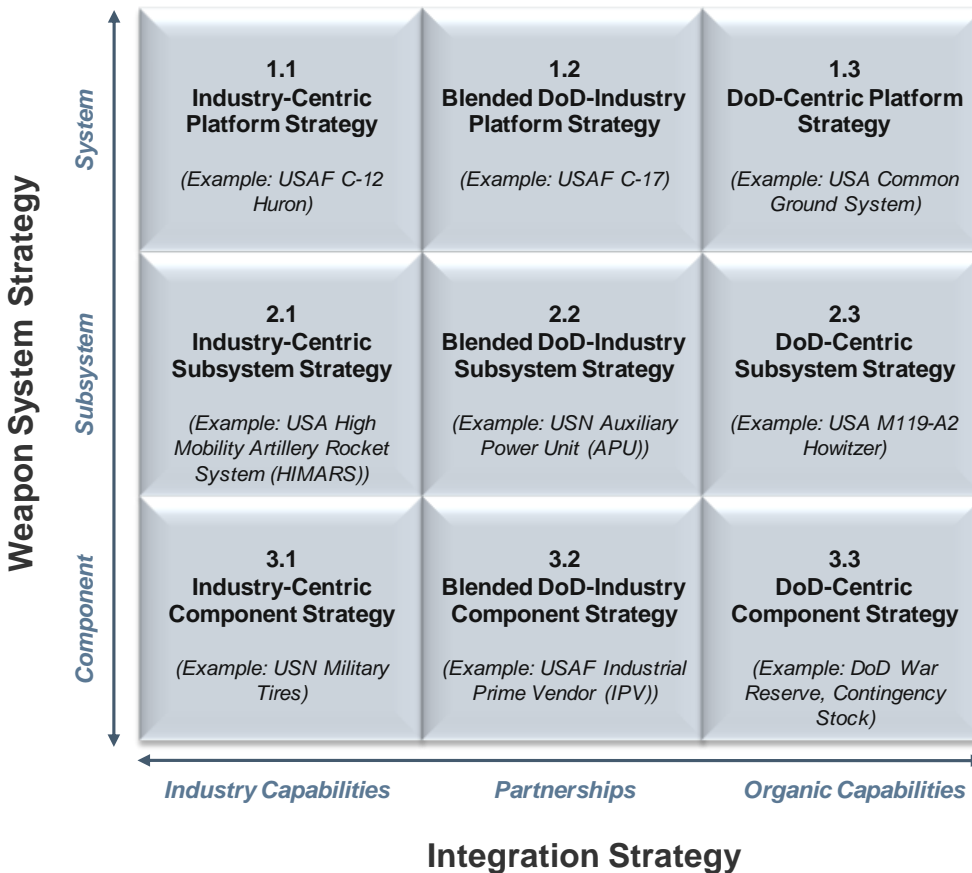 Weapon System Strategy
System
Subsystem
Component
1.1
Industry-Centric
Platform Strategy
(Example: USAF C-12
Huron)
1.2
Blended DoD-Industry
Platform Strategy
(Example: USAF C-17)
1.3
DoD-Centric Platform
Strategy
(Example: USA Common
Ground System)
2.1
Industry-Centric
Subsystem Strategy
(Example: USA High
Mobility Artillery Rocket
System (HIMARS))
2.2
Blended DoD-Industry
Subsystem Strategy
(Example: USN Auxiliary
Power Unit (APU))
2.3
DoD-Centric
Subsystem Strategy
(Example: USA M119-A2
Howitzer)
3.1
Industry-Centric
Component Strategy
(Example: USN Military
Tires)
3.2
Blended DoD-Industry
Component Strategy
(Example: USAF Industrial
Prime Vendor (IPV))
3.3
DoD-Centric
Component Strategy
(Example: DoD War
Reserve, Contingency
Stock)
Industry Capabilities
Partnerships
Organic Capabilities
Integration Strategy